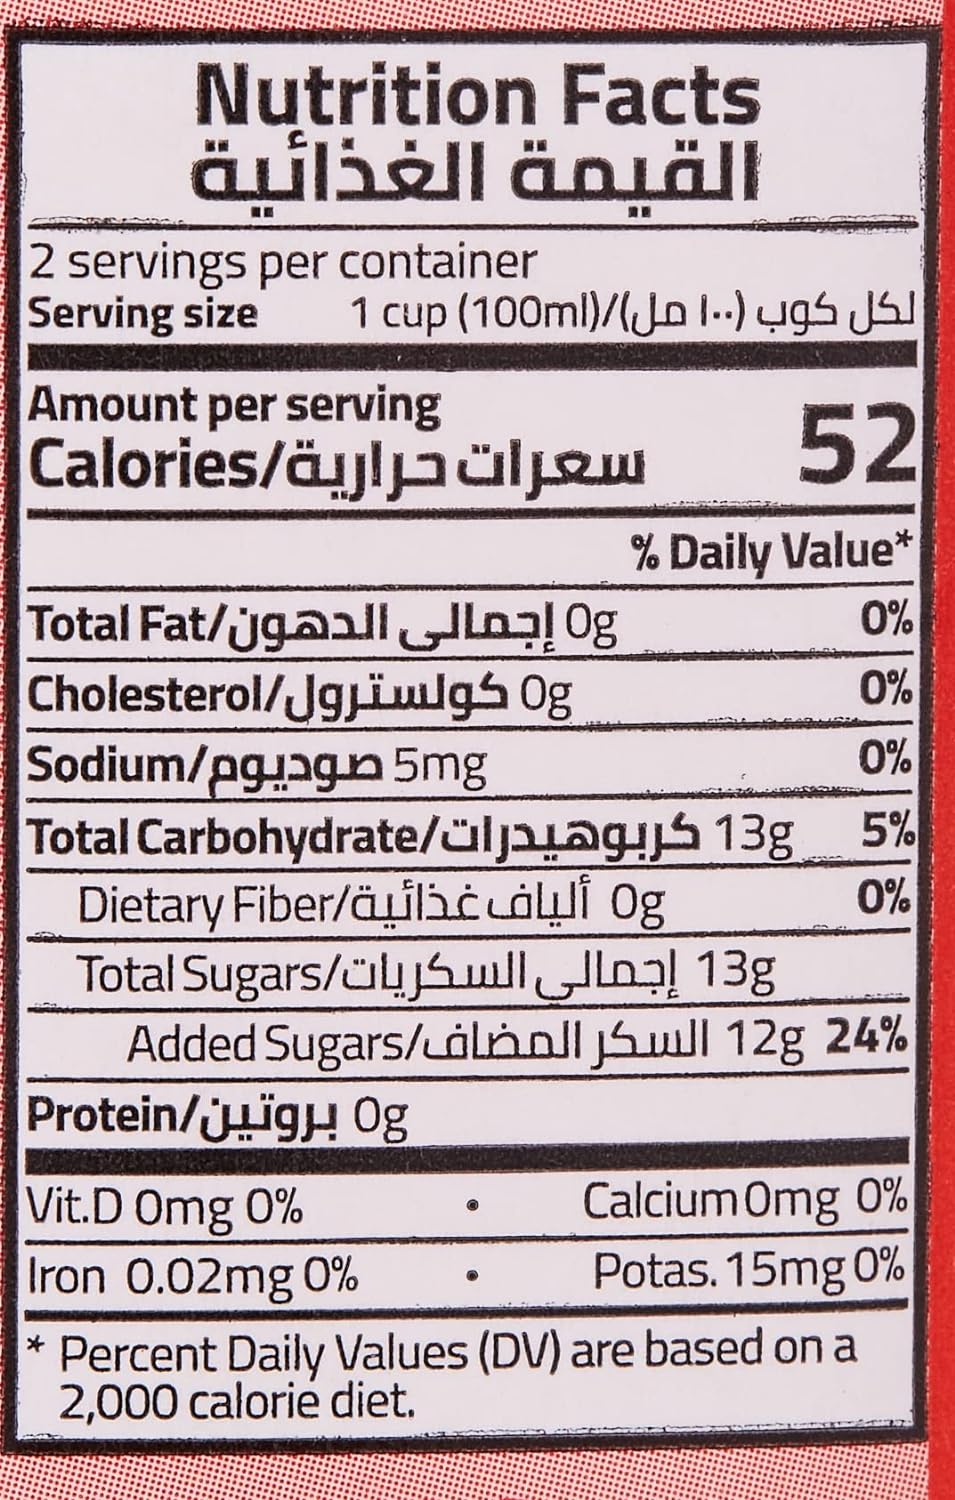 Nutrition Facts
القيمة الغذائية
2 servings per container
Serving size 1 cup (100ml)/(لكل كوب (١٠٠ مل
Amount per serving
Calories/سعرات حرارية 52
% Daily Value*
Total Fat/إجمالى الدهون 0g 0%
Cholesterol/كولسترول 0g 0%
Sodium/صوديوم 5mg 0%
Total Carbohydrate/كربوهيدرات 13g 5%
Dietary Fiber/ألياف غذائية 0g 0%
Total Sugars/إجمالى السكريات 13g
Added Sugars/السكر المضاف 12g 24%
Protein/بروتين 0g
Vit.D 0mg 0% • Calcium 0mg 0%
Iron 0.02mg 0% • Potas. 15mg 0%
* Percent Daily Values (DV) are based on a
2,000 calorie diet.